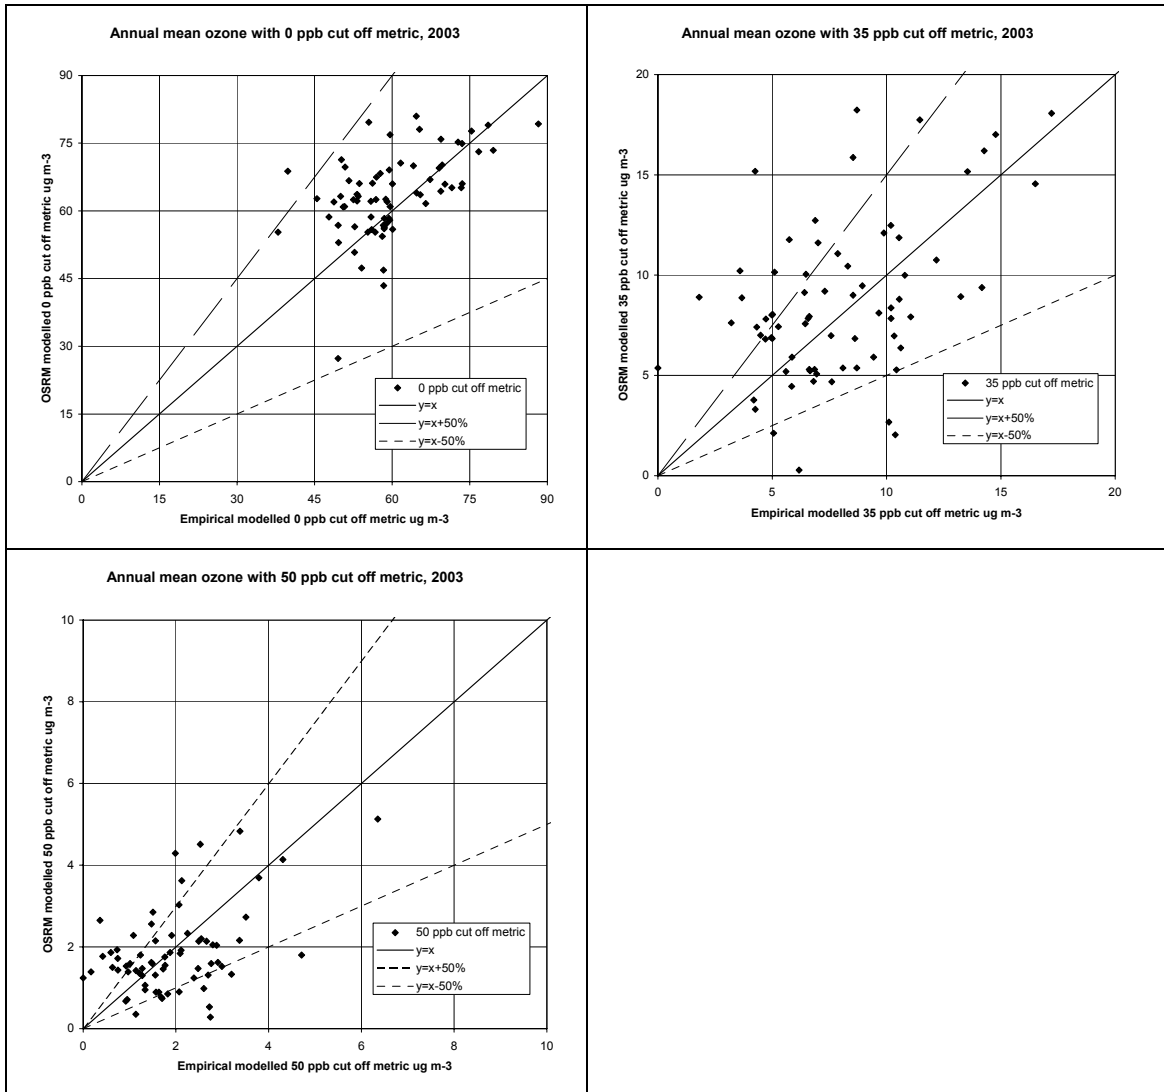 Annual mean ozone with 0 ppb cut off metric, 2003
OSRM modelled 0 ppb cut off metric ug m-3
90
75
60
45
30
15
0
0 15 30 45 60 75 90
Empirical modelled 0 ppb cut off metric ug m-3
0 ppb cut off metric
y=x
y=x+50%
y=x-50%
Annual mean ozone with 35 ppb cut off metric, 2003
OSRM modelled 35 ppb cut off metric ug m-3
20
15
10
5
0
0 5 10 15 20
Empirical modelled 35 ppb cut off metric ug m-3
35 ppb cut off metric
y=x
y=x+50%
y=x-50%
Annual mean ozone with 50 ppb cut off metric, 2003
OSRM modelled 50 ppb cut off metric ug m-3
10
8
6
4
2
0
0 2 4 6 8 10
Empirical modelled 50 ppb cut off metric ug m-3
50 ppb cut off metric
y=x
y=x+50%
y=x-50%